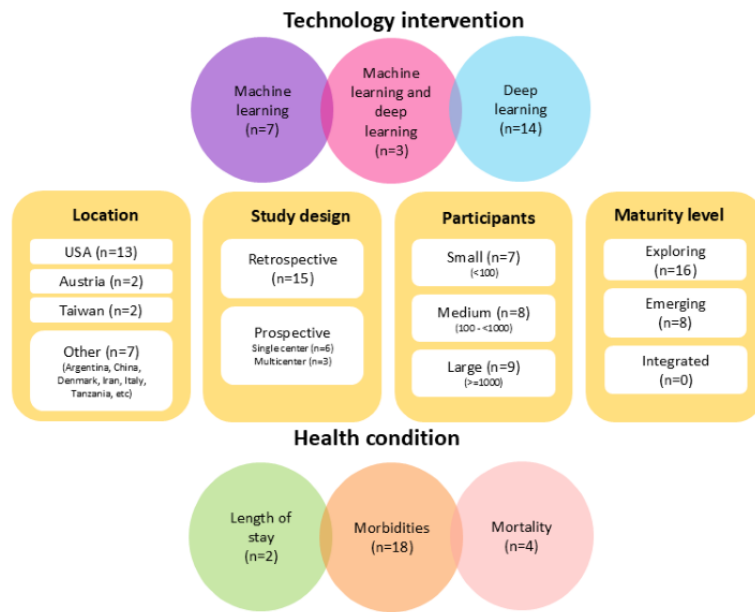 Technology intervention
Machine
learning
(n=7)
Machine
learning and
deep
learning
(n=3)
Deep
learning
(n=14)
Location
USA (n=13)
Austria (n=2)
Taiwan (n=2)
Other (n=7)
(Argentina, China,
Denmark, Iran, Italy,
Tanzania, etc)
Study design
Retrospective
(n=15)
Prospective
Single center (n=6)
Multicenter (n=3)
Participants
Small (n=7)
(<100)
Medium (n=8)
(100 - <1000)
Large (n=9)
(>=1000)
Maturity level
Exploring
(n=16)
Emerging
(n=8)
Integrated
(n=0)
Health condition
Length of
stay
(n=2)
Morbidities
(n=18)
Mortality
(n=4)